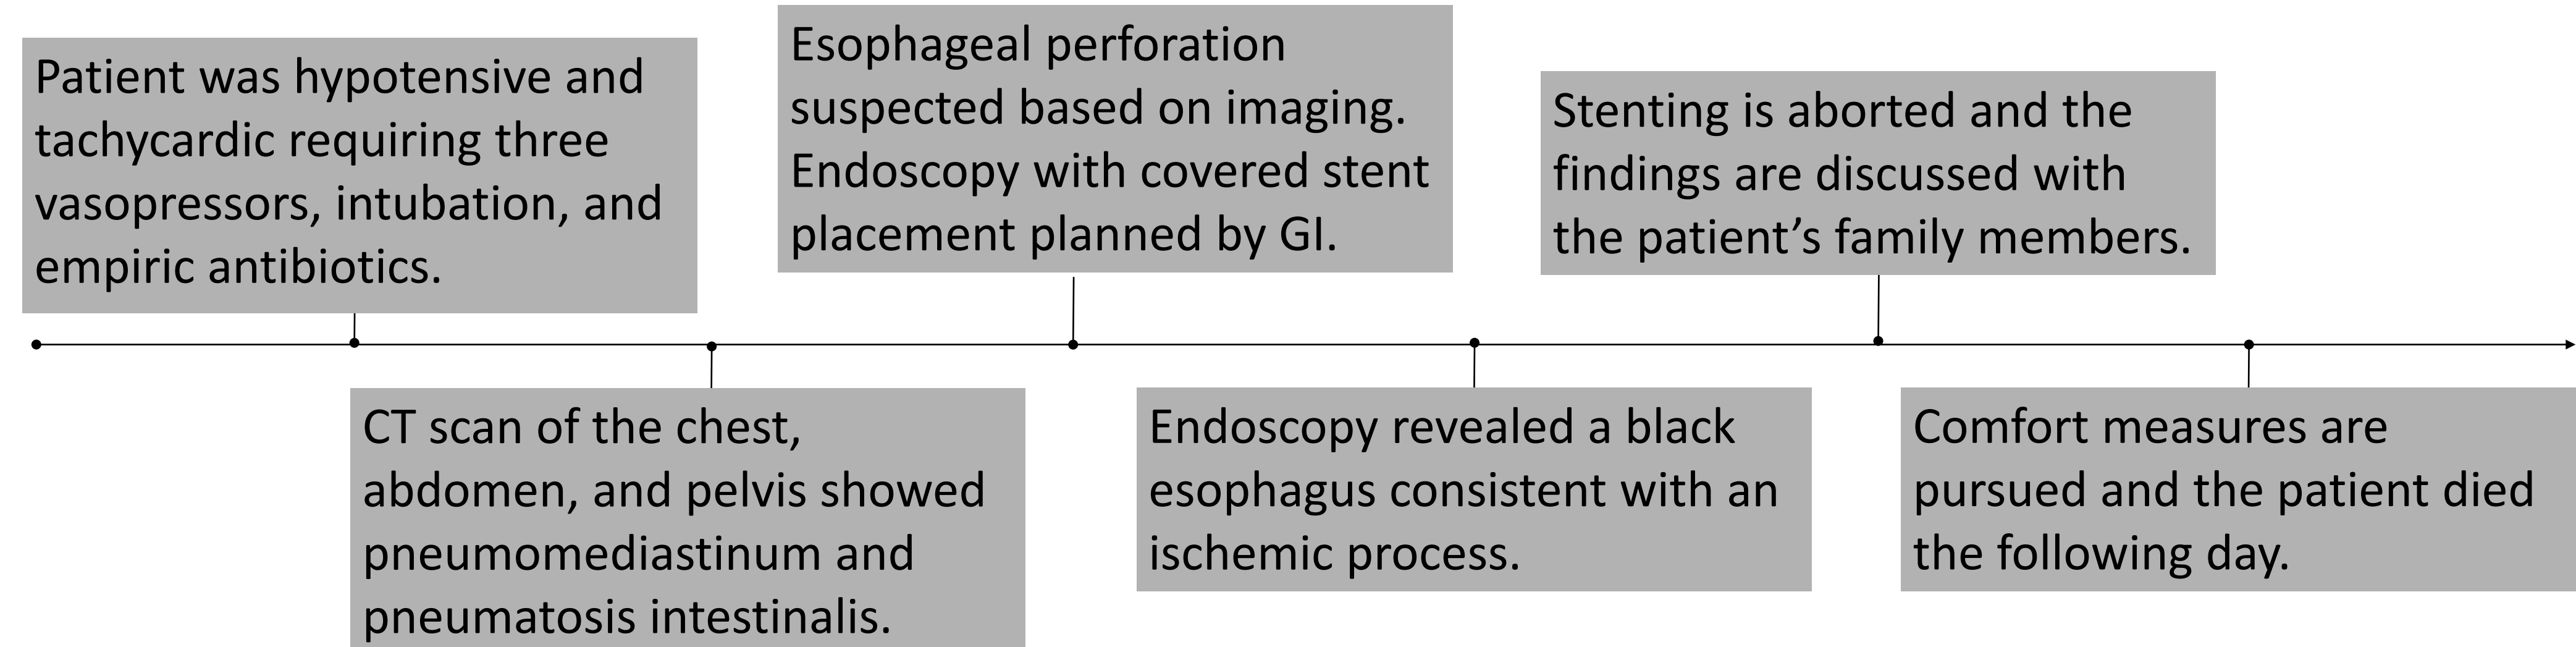 Patient was hypotensive and
tachycardic requiring three
vasopressors, intubation, and
empiric antibiotics.
CT scan of the chest,
abdomen, and pelvis showed
pneumomediastinum and
pneumatosis intestinalis.
Esophageal perforation
suspected based on imaging.
Endoscopy with covered stent
placement planned by GI.
Endoscopy revealed a black
esophagus consistent with an
ischemic process.
Stenting is aborted and the
findings are discussed with
the patient’s family members.
Comfort measures are
pursued and the patient died
the following day.